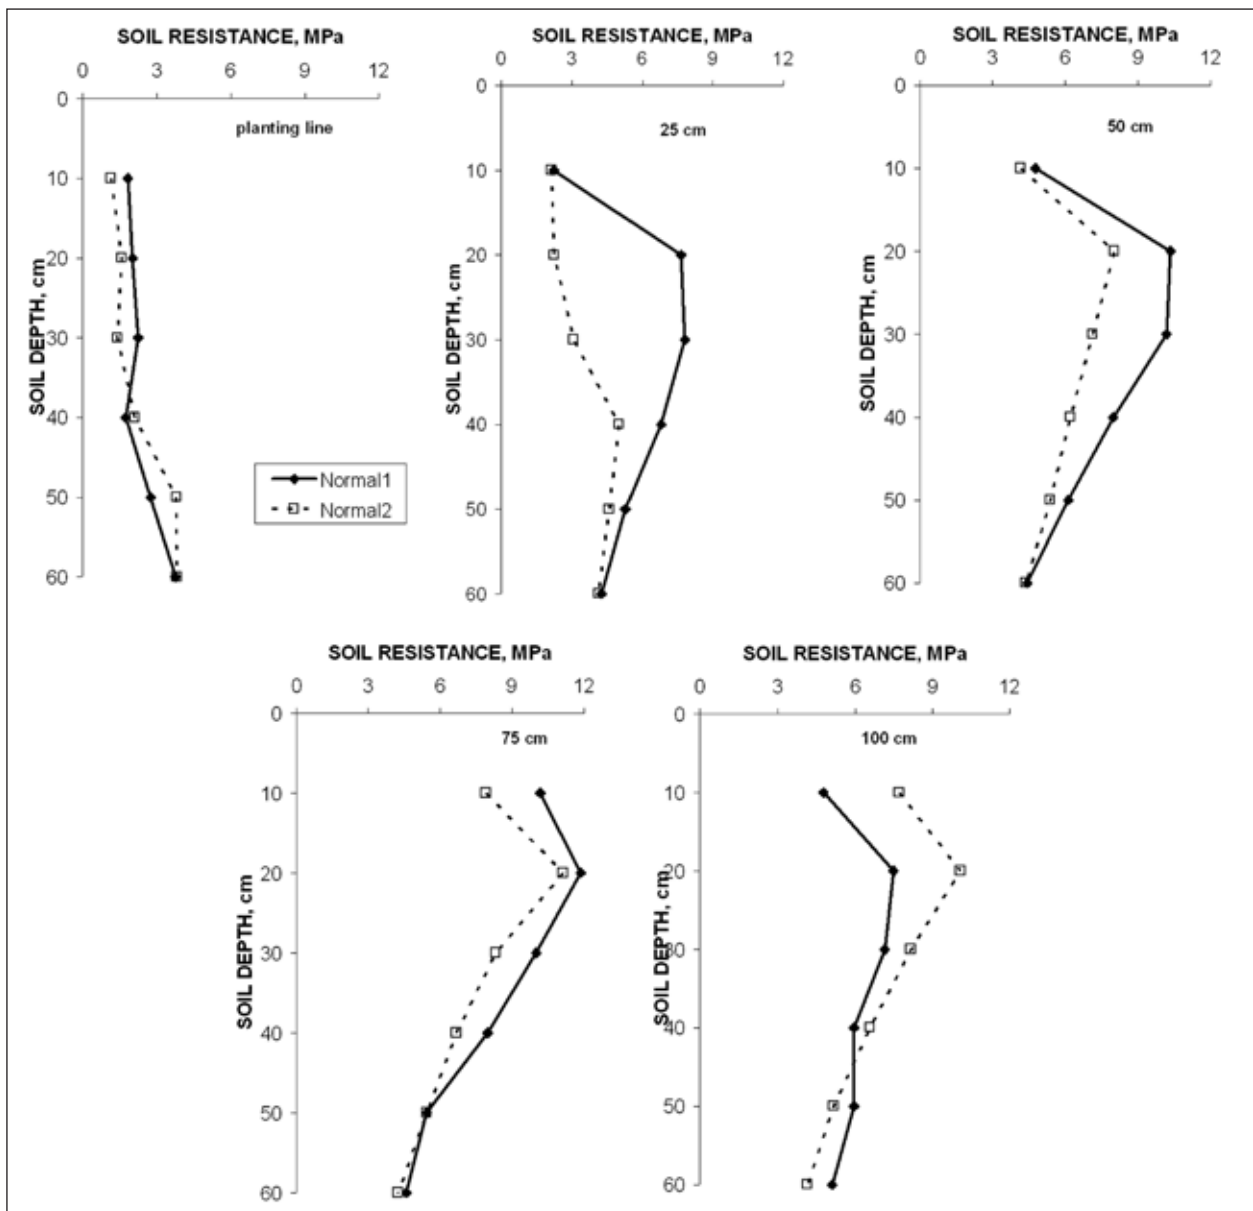 SOIL RESISTANCE, MPa
0 3 6 9 12
0
planting line
10
20
30
40
50
60
SOIL DEPTH, cm
Normal1
Normal2
SOIL RESISTANCE, MPa
0 3 6 9 12
0
25 cm
10
20
30
40
50
60
SOIL DEPTH, cm
SOIL RESISTANCE, MPa
0 3 6 9 12
0
50 cm
10
20
30
40
50
60
SOIL DEPTH, cm
SOIL RESISTANCE, MPa
0 3 6 9 12
0
75 cm
10
20
30
40
50
60
SOIL DEPTH, cm
SOIL RESISTANCE, MPa
0 3 6 9 12
0
100 cm
10
20
30
40
50
60
SOIL DEPTH, cm